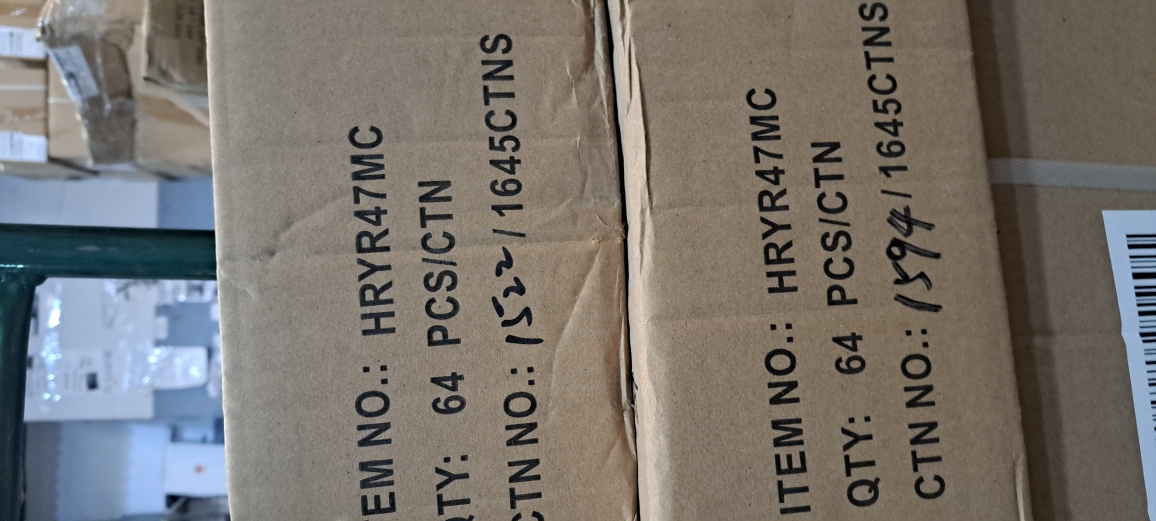 TEM NO.: HRYR47MC
QTY: 64 PCS/CTN
CTN NO.: 1522/1645CTNS
ITEM NO.: HRYR47MC
QTY: 64 PCS/CTN
CTN NO.: 1594/1645CTNS